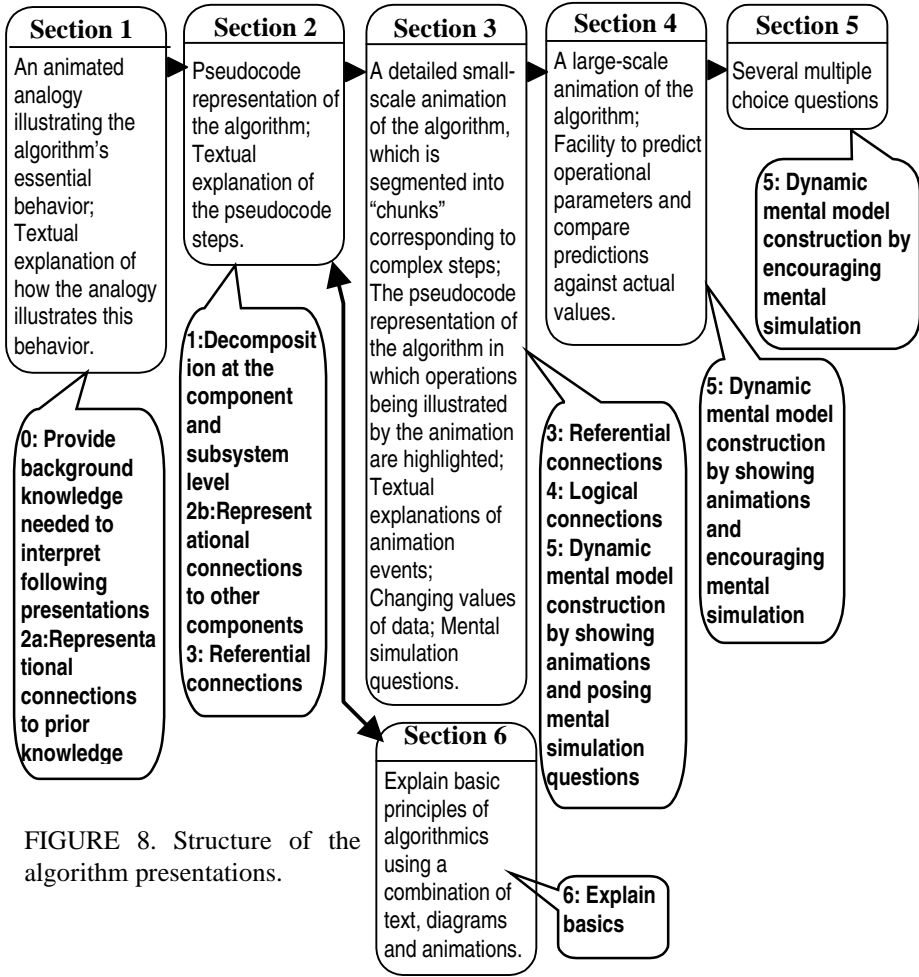 Section 1
An animated
analogy
illustrating the
algorithm's
essential
behavior;
Textual
explanation of
how the analogy
illustrates this
behavior.
0: Provide
background
knowledge
needed to
interpret
following
presentations
2a:Representa
tional
connections
to prior
knowledge
Section 2
Pseudocode
representation of
the algorithm;
Textual
explanation of
the pseudocode
steps.
1:Decomposit
ion at the
component
and
subsystem
level
2b:Represent
ational
connections
to other
components
3: Referential
connections
Section 3
A detailed small-
scale animation
of the algorithm,
which is
segmented into
“chunks”
corresponding to
complex steps;
The pseudocode
representation of
the algorithm in
which operations
being illustrated
by the animation
are highlighted;
Textual
explanations of
animation
events;
Changing values
of data; Mental
simulation
questions.
3: Referential
connections
4: Logical
connections
5: Dynamic
mental model
construction
by showing
animations
and posing
mental
simulation
questions
Section 4
A large-scale
animation of the
algorithm;
Facility to predict
operational
parameters and
compare
predictions
against actual
values.
5: Dynamic
mental model
construction
by showing
animations
and
encouraging
mental
simulation
Section 5
Several multiple
choice questions
5: Dynamic
mental model
construction by
encouraging
mental
simulation
Section 6
Explain basic
principles of
algorithmics
using a
combination of
text, diagrams
and animations.
6: Explain
basics
FIGURE 8. Structure of the
algorithm presentations.